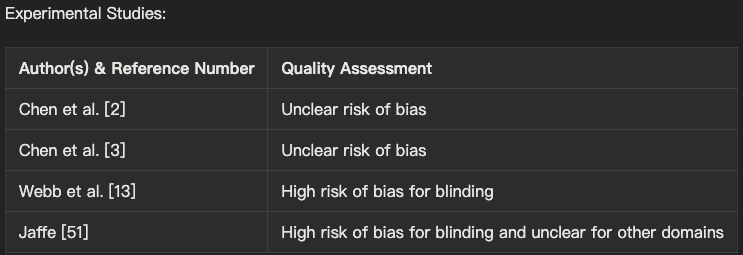 Experimental Studies:
Author(s) & Reference Number Quality Assessment
Chen et al. [2] Unclear risk of bias
Chen et al. [3] Unclear risk of bias
Webb et al. [13] High risk of bias for blinding
Jaffe [51] High risk of bias for blinding and unclear for other domains